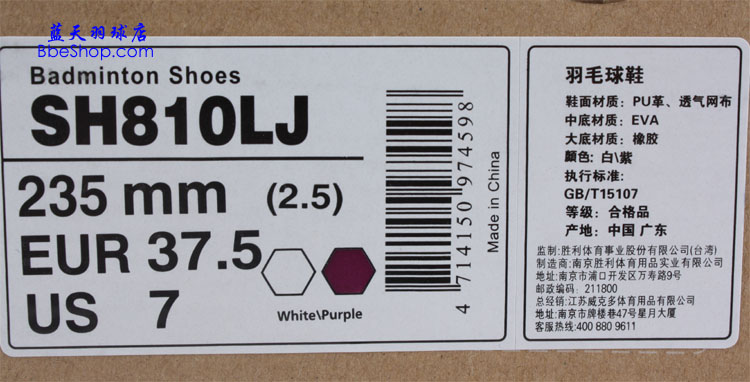 蓝天羽球店
BbeShop.com
Badminton Shoes
SH810LJ
235 mm (2.5)
EUR 37.5
US 7
White\Purple
4 714150 974598
Made in China
羽毛球鞋
鞋面材质：PU革、透气网布
中底材质：EVA
大底材质：橡胶
颜色：白\紫
执行标准：
GB/T15107
等级：合格品
产地：中国 广东
监制:胜利体育事业股份有限公司(台湾)
制造商:南京胜利体育用品实业有限公司
地址:南京市浦口开发区万寿路9号
邮政编码：211800
总经销:江苏威克多体育用品有限公司
地址:南京市牌楼巷47号星月大厦
客服热线:400 880 9611